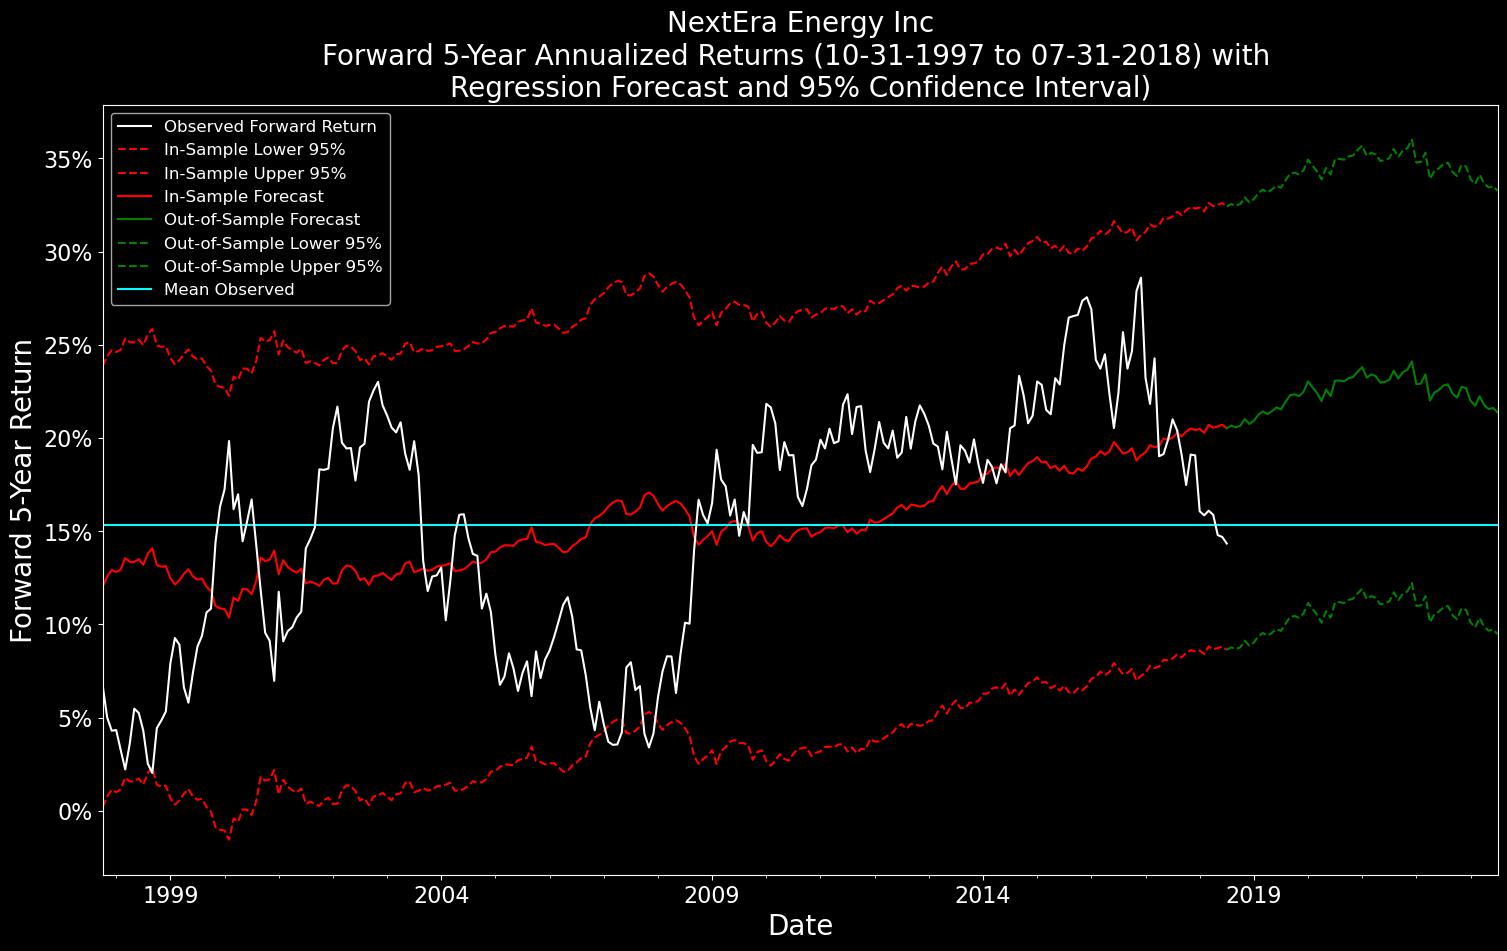 NextEra Energy Inc
Forward 5-Year Annualized Returns (10-31-1997 to 07-31-2018) with
Regression Forecast and 95% Confidence Interval)
Observed Forward Return
In-Sample Lower 95%
In-Sample Upper 95%
In-Sample Forecast
Out-of-Sample Forecast
Out-of-Sample Lower 95%
Out-of-Sample Upper 95%
Mean Observed
Forward 5-Year Return
35%
30%
25%
20%
15%
10%
5%
0%
1999
2004
2009
2014
2019
Date